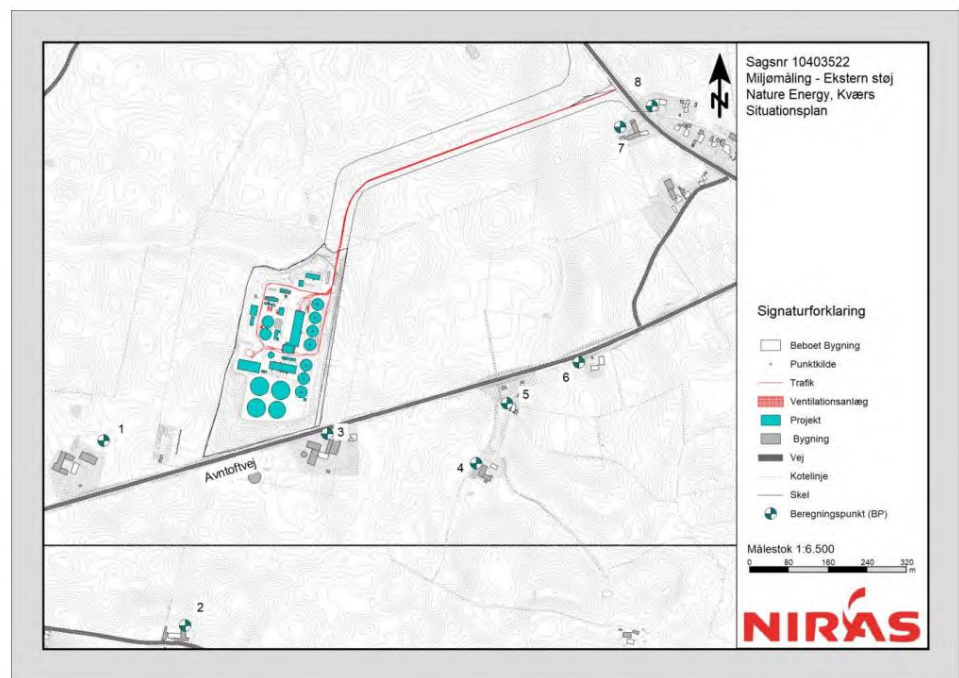 Sagsnr 10403522
Miljømåling - Ekstern støj
Nature Energy, Kværs
Situationsplan
N
8
7
6
5
1
3
4
Avntoftvej
2
Signaturforklaring
Beboet Bygning
Punktkilde
Trafik
Ventilationsanlæg
Projekt
Bygning
Vej
Kotelinje
Skel
Beregningspunkt (BP)
Målestok 1:6.500
0 80 160 240 320
m
NIRAS